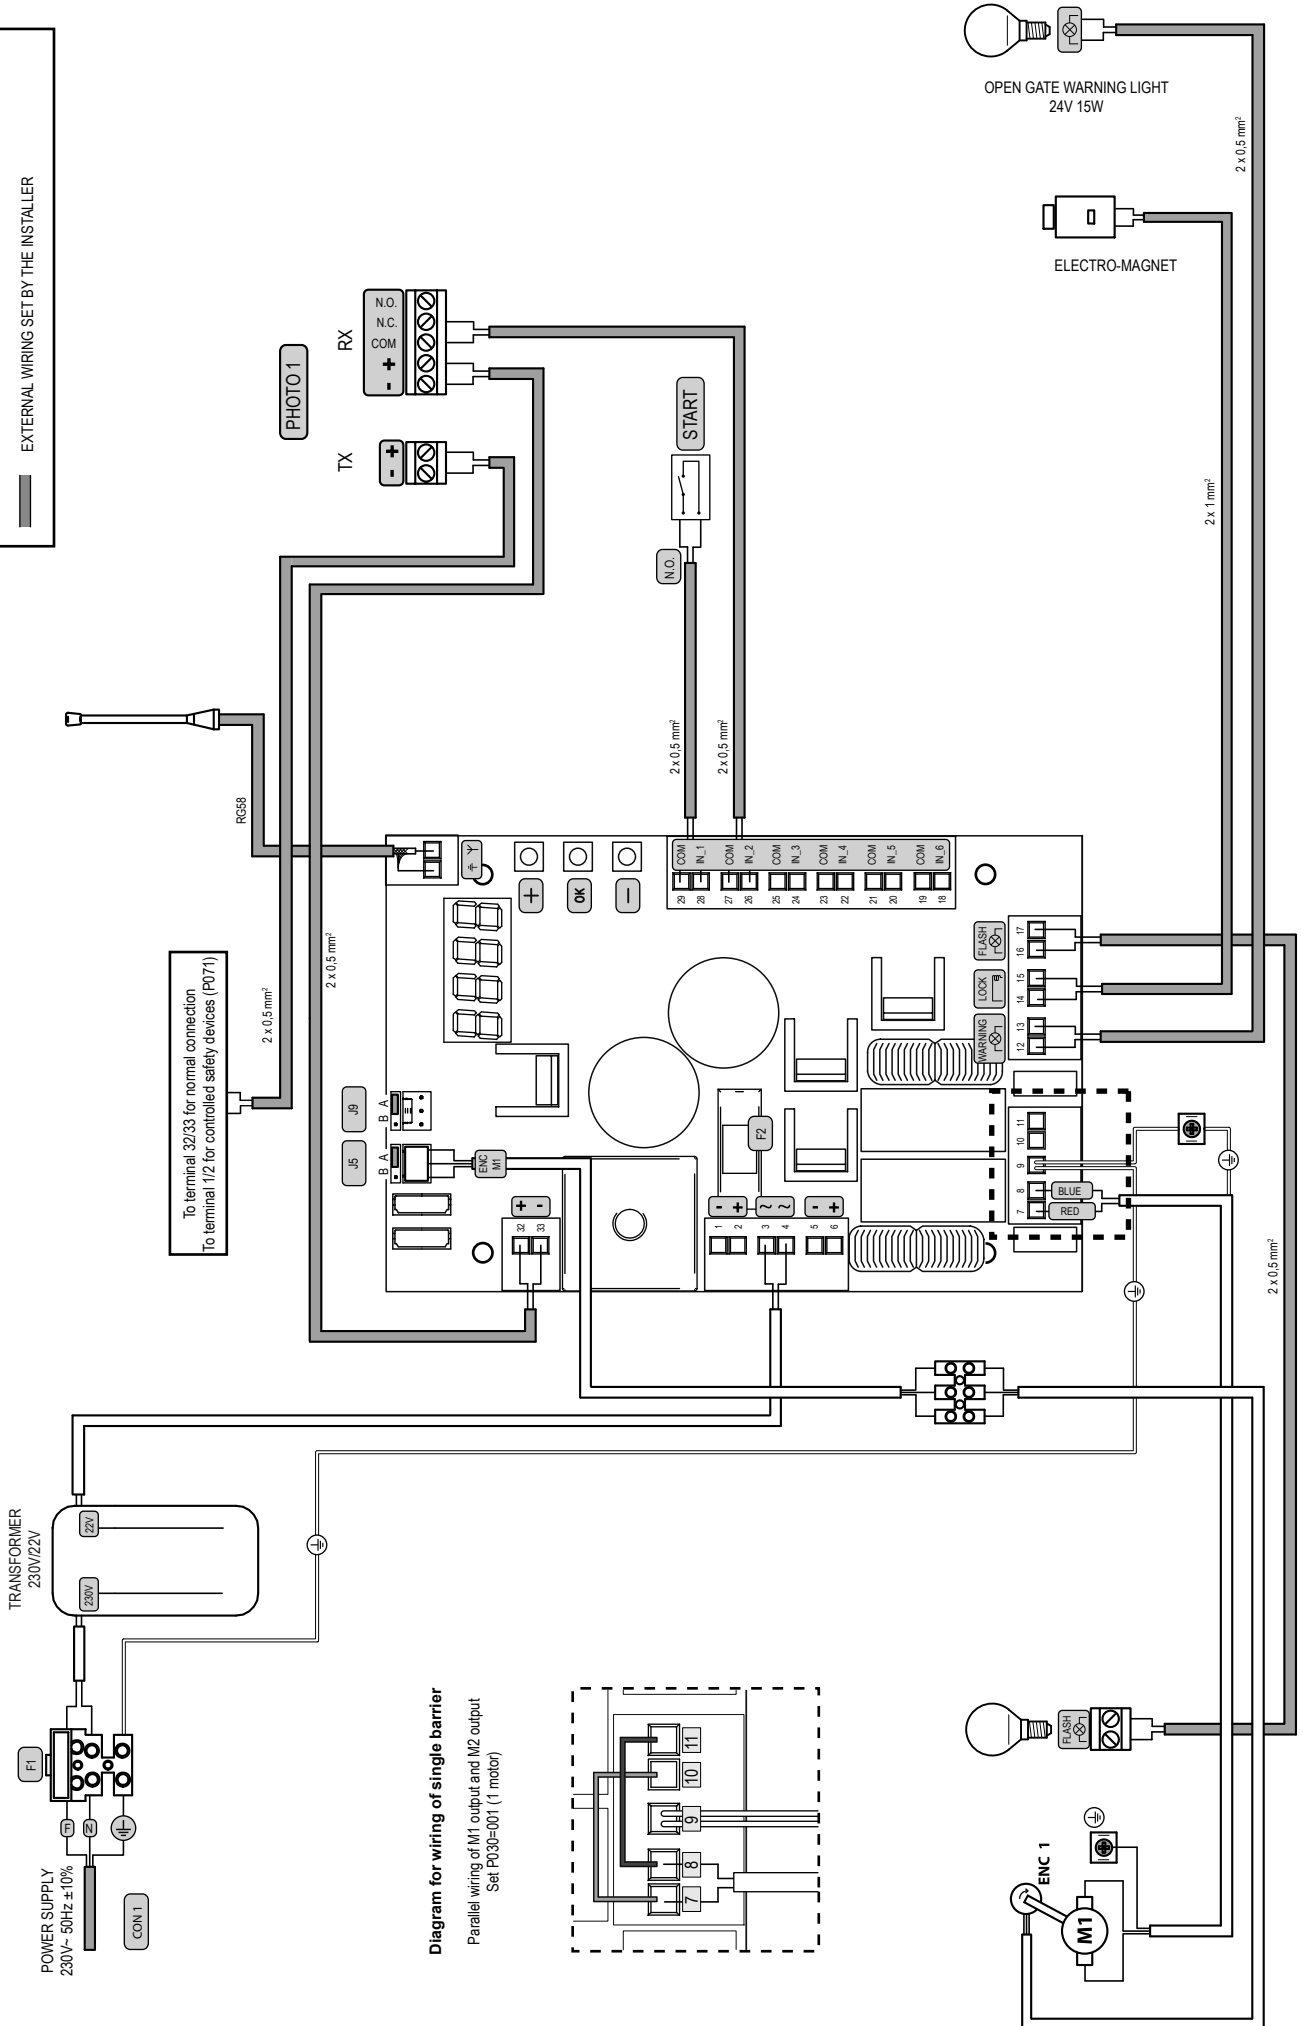 EXTERNAL WIRING SET BY THE INSTALLER
OPEN GATE WARNING LIGHT
24V 15W
2 x 0,5 mm²
ELECTRO-MAGNET
2 x 1 mm²
PHOTO 1
RX
N.O.
N.C.
COM
+
-
TX
- +
START
N.O.
2 x 0,5 mm²
2 x 0,5 mm²
RG58
To terminal 32/33 for normal connection
To terminal 1/2 for controlled safety devices (P071)
2 x 0,5 mm²
2 x 0,5 mm²
+
OK
-
COM
IN_1
COM
IN_2
COM
IN_3
COM
IN_4
COM
IN_5
COM
IN_6
29
28
27
26
25
24
23
22
21
20
19
18
J9
B A
J5
B A
ENC
M1
+ -
32
33
F2
- +
~ ~
- +
1
2
3
4
5
6
FLASH
17
16
LOCK
15
14
WARNING
13
12
11
10
9
8
7
BLUE
RED
2 x 0,5 mm²
TRANSFORMER
230V/22V
22V
230V
F1
F
N
POWER SUPPLY
230V~ 50Hz ±10%
CON 1
Diagram for wiring of single barrier
Parallel wiring of M1 output and M2 output
Set P030=001 (1 motor)
11
10
9
8
7
FLASH
ENC 1
M1